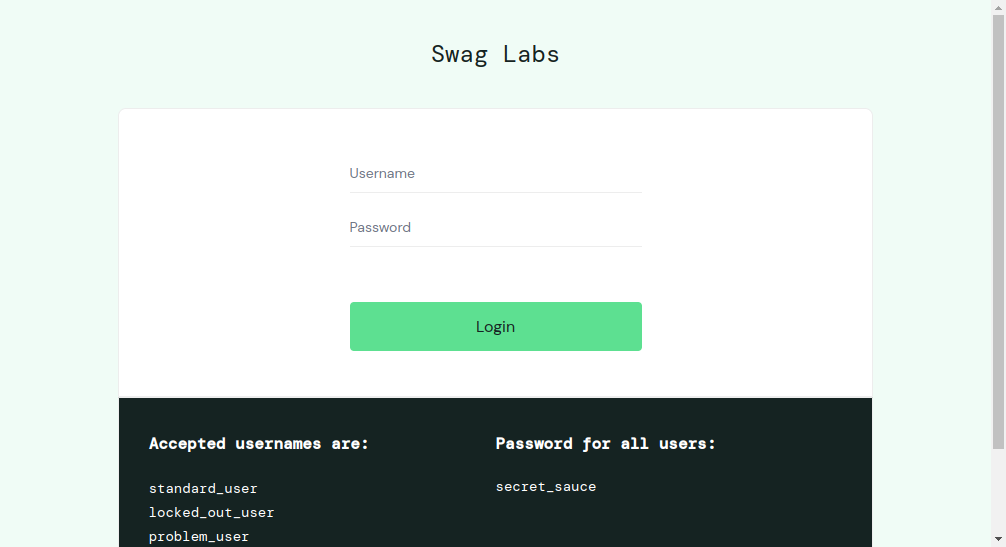 Swag Labs
Username
Password
Login
Accepted usernames are:
standard_user
locked_out_user
problem_user
Password for all users:
secret_sauce